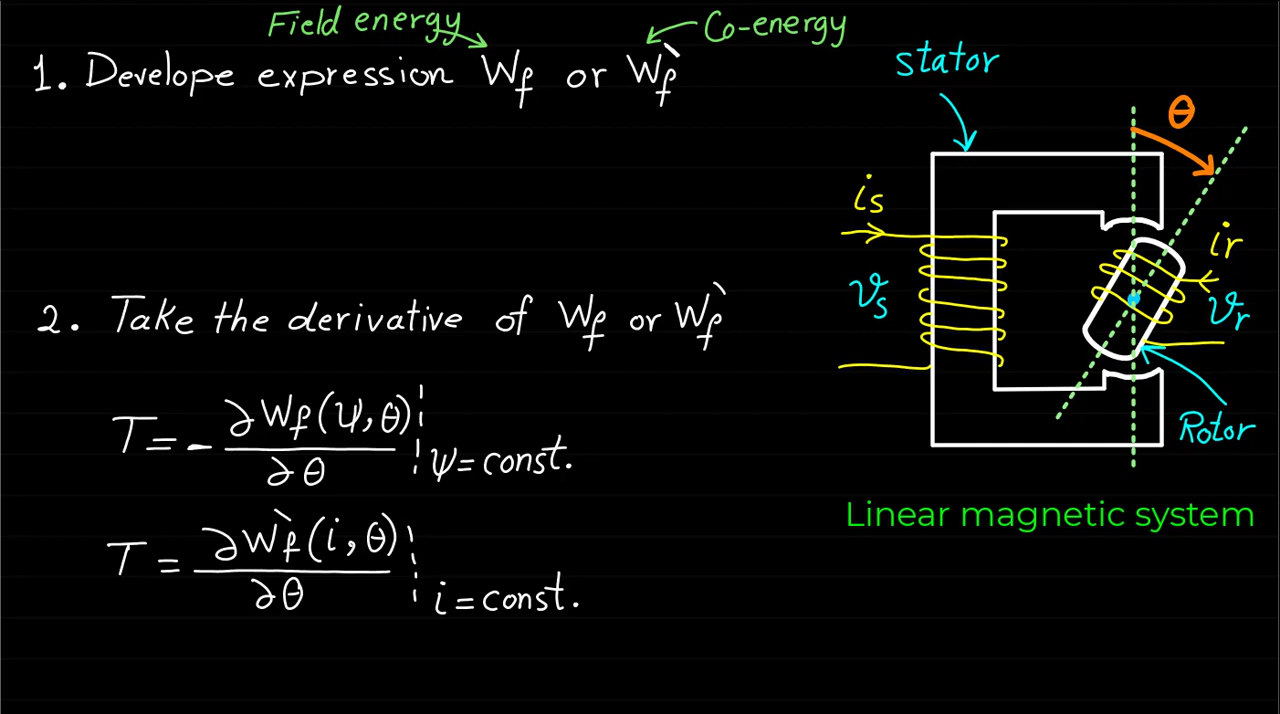 Field energy
Co-energy
1. Develope expression Wf or Wf`
2. Take the derivative of Wf or Wf`
T = - ∂Wf(ψ, θ) / ∂θ ¦ ψ = const.
T = ∂W`f(i, θ) / ∂θ ¦ i = const.
stator
θ
is
ir
vs
vr
Rotor
Linear magnetic system